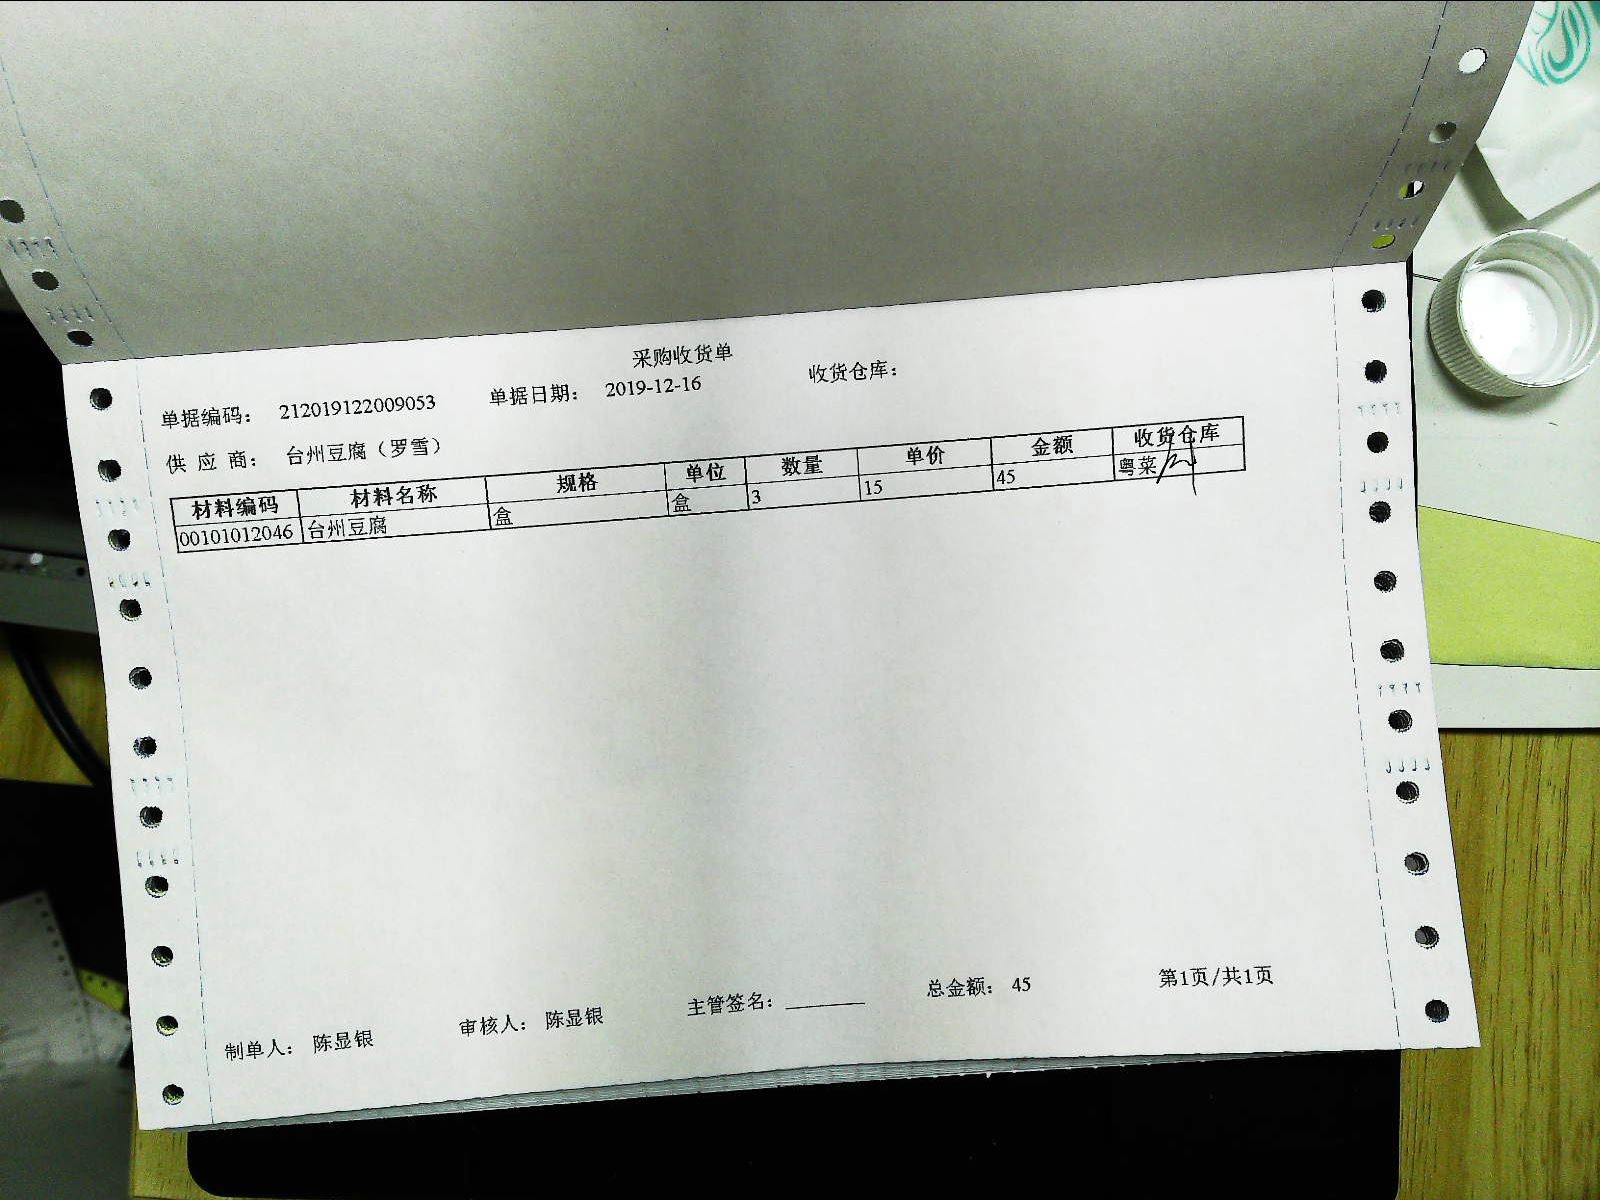 采购收货单
单据编码： 212019122009053 单据日期： 2019-12-16 收货仓库：
供 应 商： 台州豆腐（罗雪）
材料编码 材料名称 规格 单位 数量 单价 金额 收货仓库
00101012046 台州豆腐 盒 盒 3 15 45 粤菜
制单人： 陈显银 审核人： 陈显银 主管签名：________ 总金额： 45 第1页/共1页